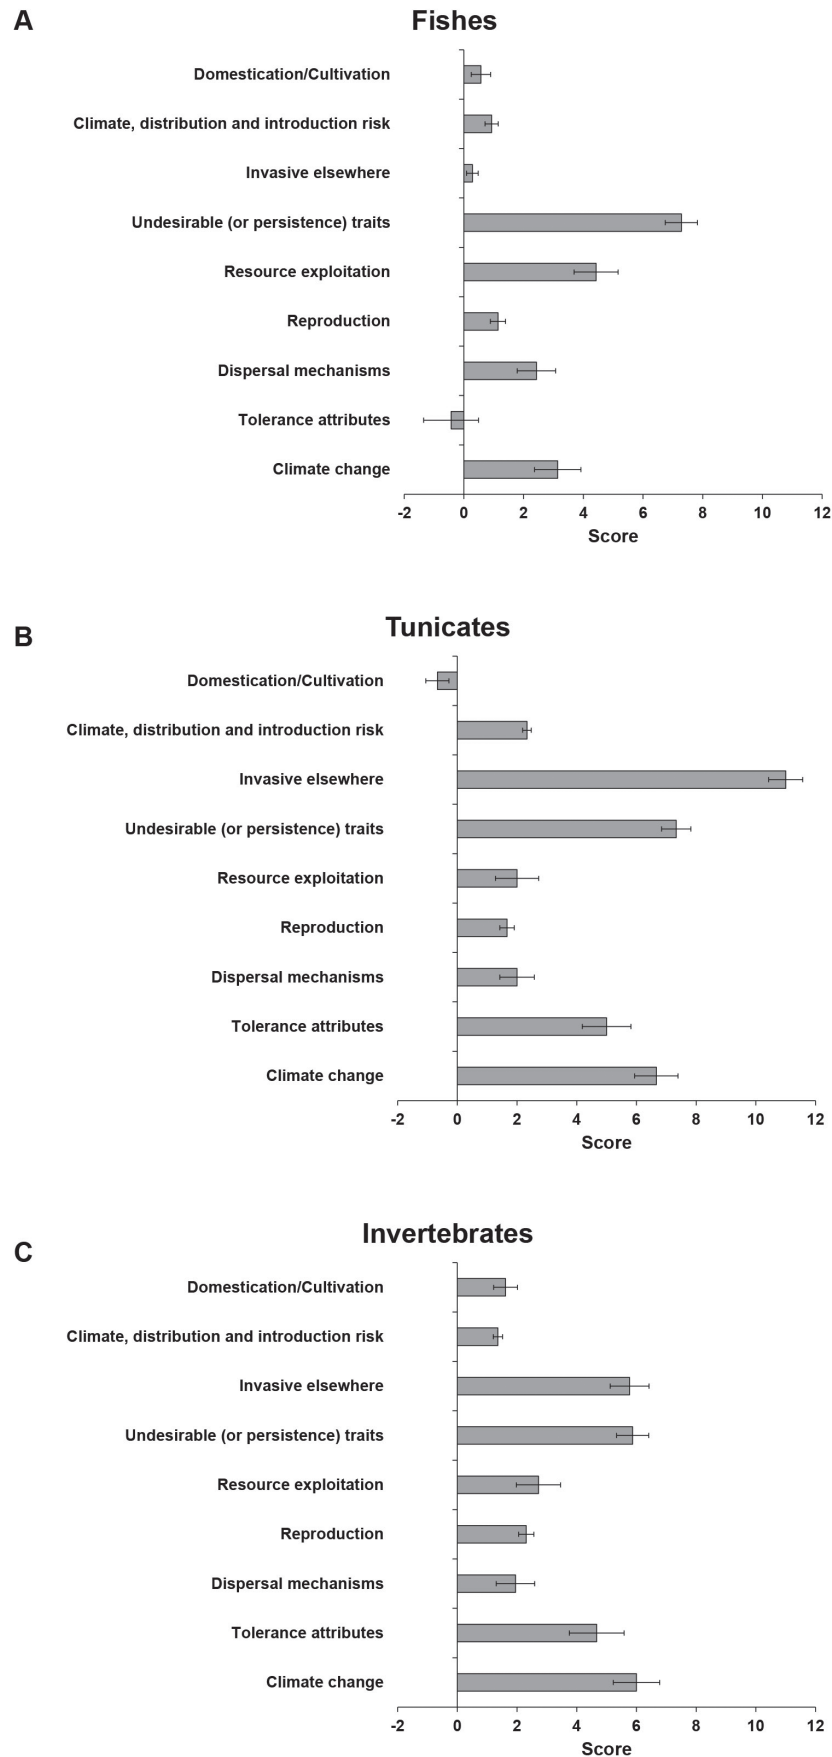 A
Fishes
Domestication/Cultivation
Climate, distribution and introduction risk
Invasive elsewhere
Undesirable (or persistence) traits
Resource exploitation
Reproduction
Dispersal mechanisms
Tolerance attributes
Climate change
-2 0 2 4 6 8 10 12
Score
B
Tunicates
Domestication/Cultivation
Climate, distribution and introduction risk
Invasive elsewhere
Undesirable (or persistence) traits
Resource exploitation
Reproduction
Dispersal mechanisms
Tolerance attributes
Climate change
-2 0 2 4 6 8 10 12
Score
C
Invertebrates
Domestication/Cultivation
Climate, distribution and introduction risk
Invasive elsewhere
Undesirable (or persistence) traits
Resource exploitation
Reproduction
Dispersal mechanisms
Tolerance attributes
Climate change
-2 0 2 4 6 8 10 12
Score